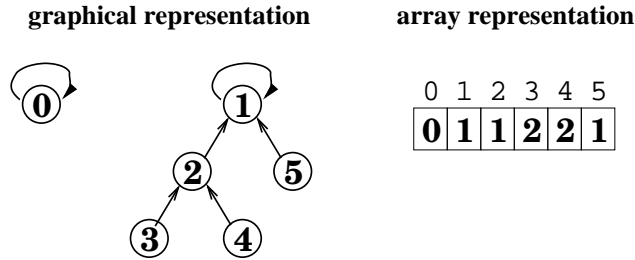 graphical representation
array representation
0 1
2 5
3 4
0 1 2 3 4 5
0 1 1 2 2 1